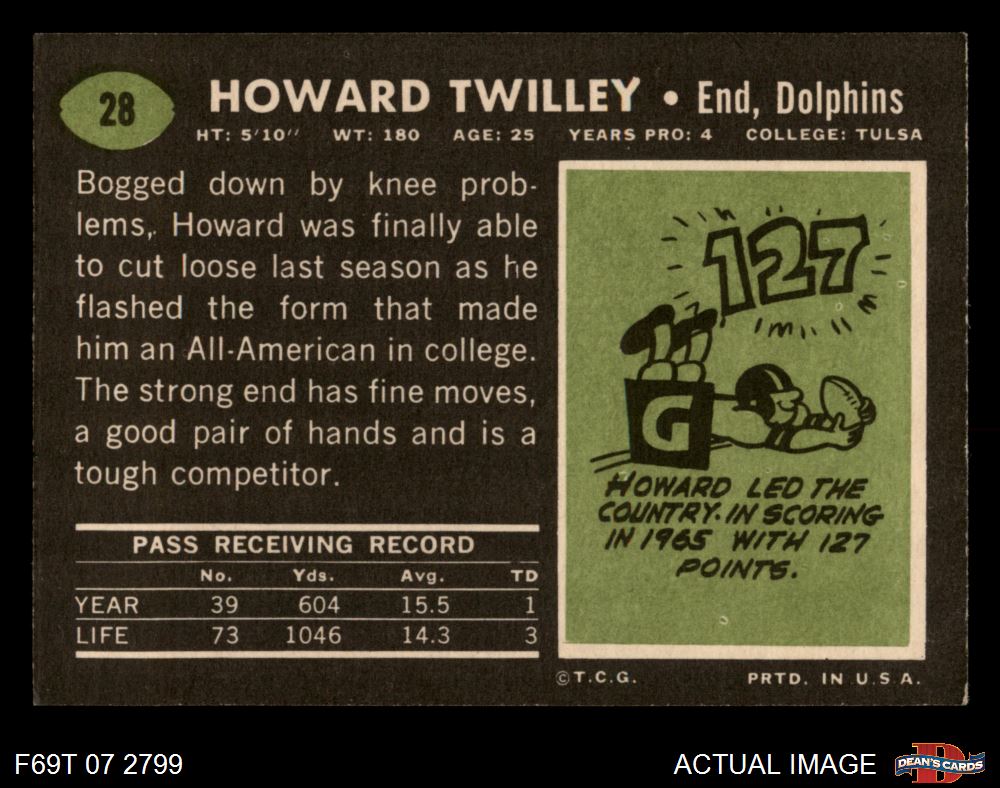 28
HOWARD TWILLEY • End, Dolphins
HT: 5'10" WT: 180 AGE: 25 YEARS PRO: 4 COLLEGE: TULSA
Bogged down by knee prob-
lems, Howard was finally able
to cut loose last season as he
flashed the form that made
him an All-American in college.
The strong end has fine moves,
a good pair of hands and is a
tough competitor.
PASS RECEIVING RECORD
No. Yds. Avg. TD
YEAR 39 604 15.5 1
LIFE 73 1046 14.3 3
127
G
HOWARD LED THE
COUNTRY IN SCORING
IN 1965 WITH 127
POINTS.
©T.C.G. PRTD. IN U.S.A.
F69T 07 2799
ACTUAL IMAGE
D
DEAN'S CARDS